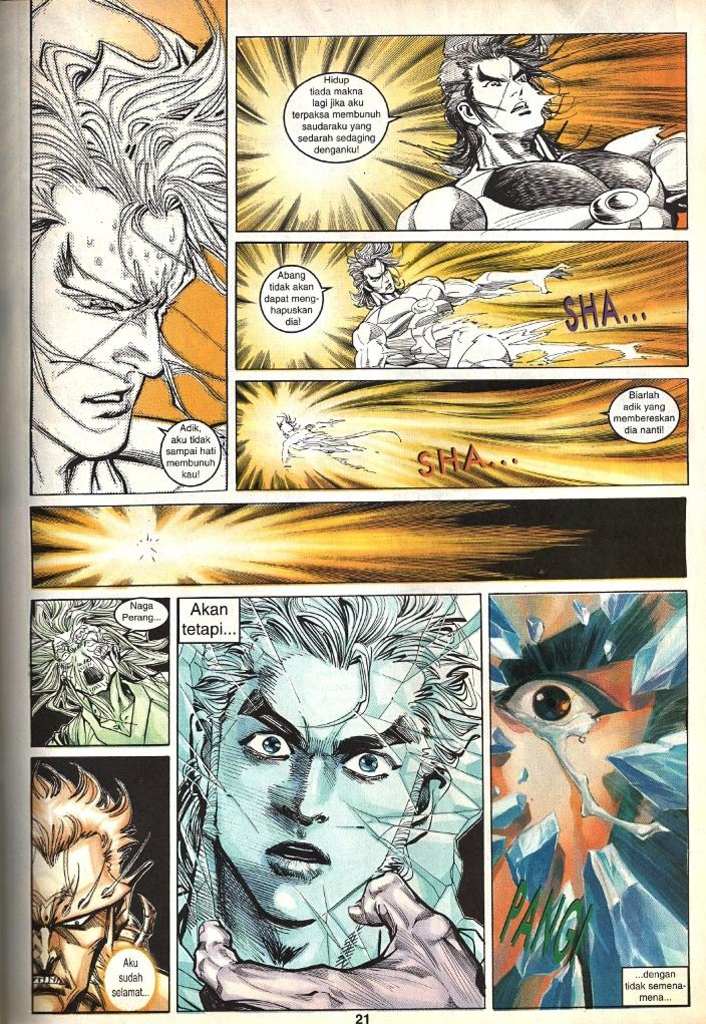 Adik,
aku tidak
sampai hati
membunuh
kau!
Hidup
tiada makna
lagi jika aku
terpaksa membunuh
saudaraku yang
sedarah sedaging
denganku!
Abang
tidak akan
dapat meng-
hapuskan
dia!
SHA...
Biarlah
adik yang
membereskan
dia nanti!
SHA...
Naga
Perang...
Aku
sudah
selamat...
Akan
tetapi...
PANG!
...dengan
tidak semena-
mena...
21